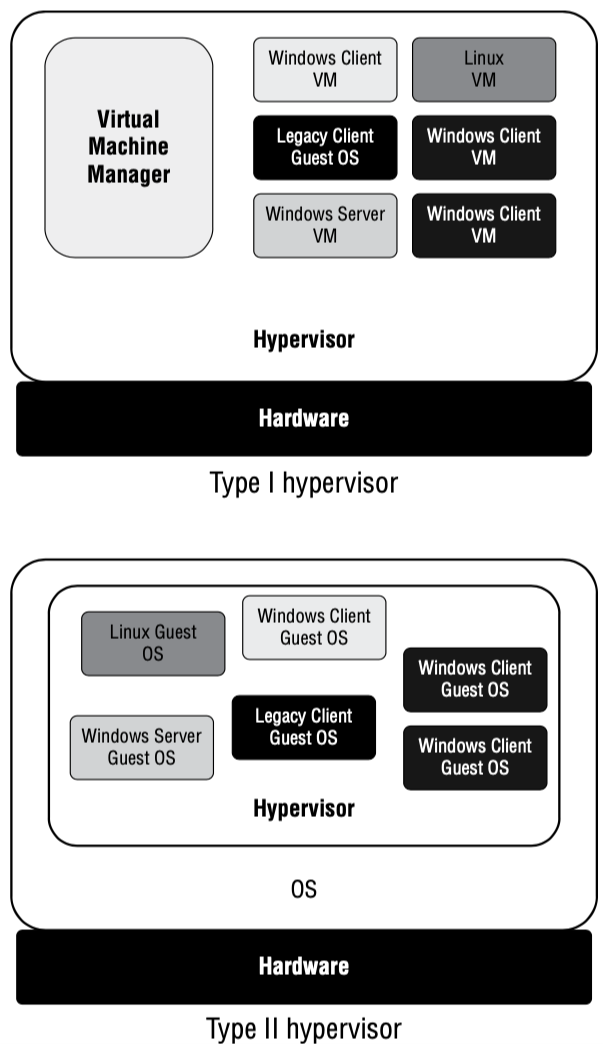 Virtual
Machine
Manager
Windows Client
VM
Linux
VM
Legacy Client
Guest OS
Windows Client
VM
Windows Server
VM
Windows Client
VM
Hypervisor
Hardware
Type I hypervisor
Linux Guest
OS
Windows Client
Guest OS
Windows Client
Guest OS
Windows Server
Guest OS
Legacy Client
Guest OS
Windows Client
Guest OS
Hypervisor
OS
Hardware
Type II hypervisor